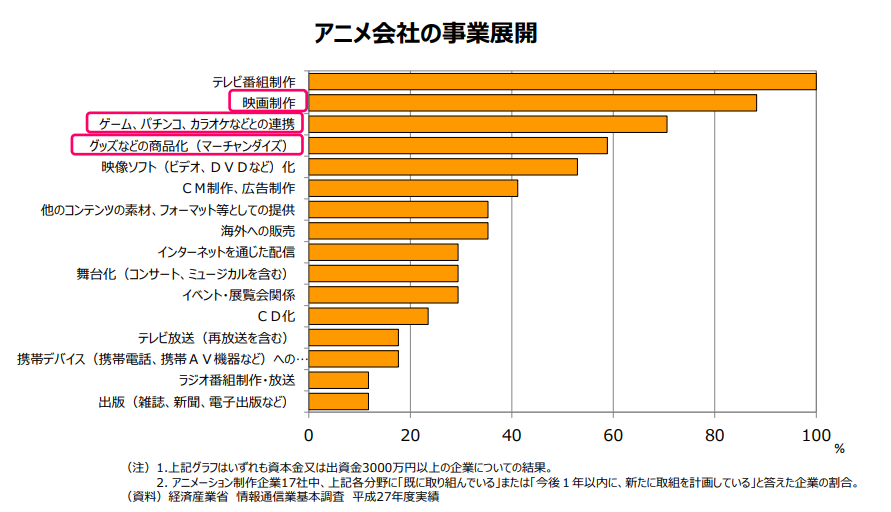 アニメ会社の事業展開
テレビ番組制作
映画制作
ゲーム、パチンコ、カラオケなどとの連携
グッズなどの商品化（マーチャンダイズ）
映像ソフト（ビデオ、ＤＶＤなど）化
ＣＭ制作、広告制作
他のコンテンツの素材、フォーマット等としての提供
海外への販売
インターネットを通じた配信
舞台化（コンサート、ミュージカルを含む）
イベント・展覧会関係
ＣＤ化
テレビ放送（再放送を含む）
携帯デバイス（携帯電話、携帯ＡＶ機器など）への…
ラジオ番組制作・放送
出版（雑誌、新聞、電子出版など）
0 20 40 60 80 100
%
（注）1.上記グラフはいずれも資本金又は出資金3000万円以上の企業についての結果。
2. アニメーション制作企業17社中、上記各分野に「既に取り組んでいる」または「今後１年以内に、新たに取組を計画している」と答えた企業の割合。
（資料）経済産業省 情報通信業基本調査 平成27年度実績